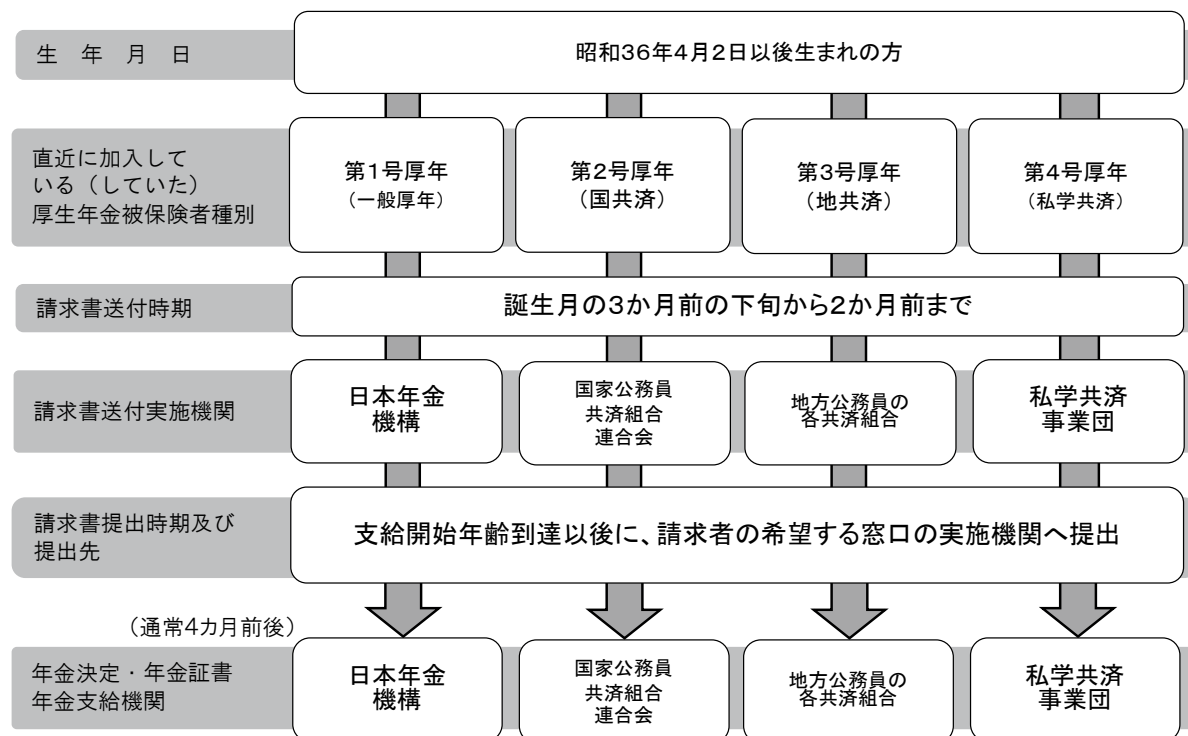 生 年 月 日
昭和36年4月2日以後生まれの方
直近に加入して
いる（していた）
厚生年金被保険者種別
第1号厚年
（一般厚年）
第2号厚年
（国共済）
第3号厚年
（地共済）
第4号厚年
（私学共済）
請求書送付時期
誕生月の3か月前の下旬から2か月前まで
請求書送付実施機関
日本年金
機構
国家公務員
共済組合
連合会
地方公務員の
各共済組合
私学共済
事業団
請求書提出時期及び
提出先
支給開始年齢到達以後に、請求者の希望する窓口の実施機関へ提出
（通常4カ月前後）
年金決定・年金証書
年金支給機関
日本年金
機構
国家公務員
共済組合
連合会
地方公務員の
各共済組合
私学共済
事業団